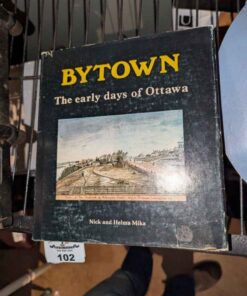 BYTOWN
The early days of Ottawa
Nick and Helma Mika
102